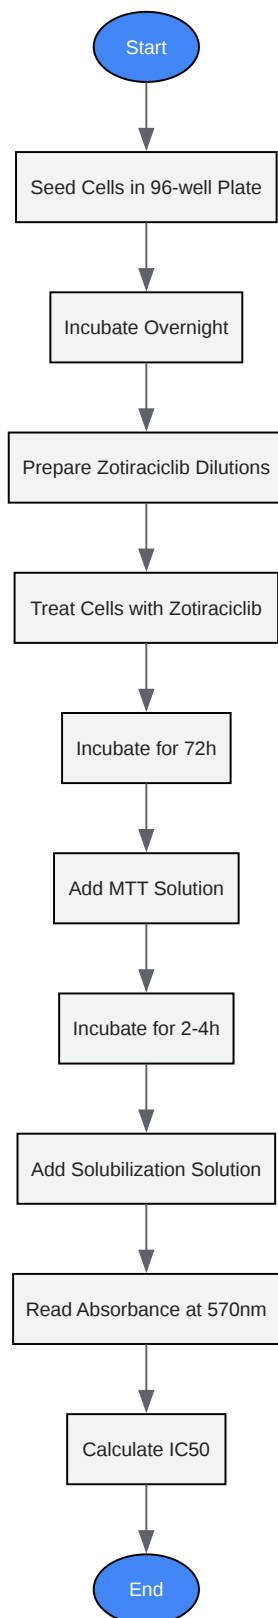 Start
Seed Cells in 96-well Plate
Incubate Overnight
Prepare Zotiraciclib Dilutions
Treat Cells with Zotiraciclib
Incubate for 72h
Add MTT Solution
Incubate for 2-4h
Add Solubilization Solution
Read Absorbance at 570nm
Calculate IC50
End